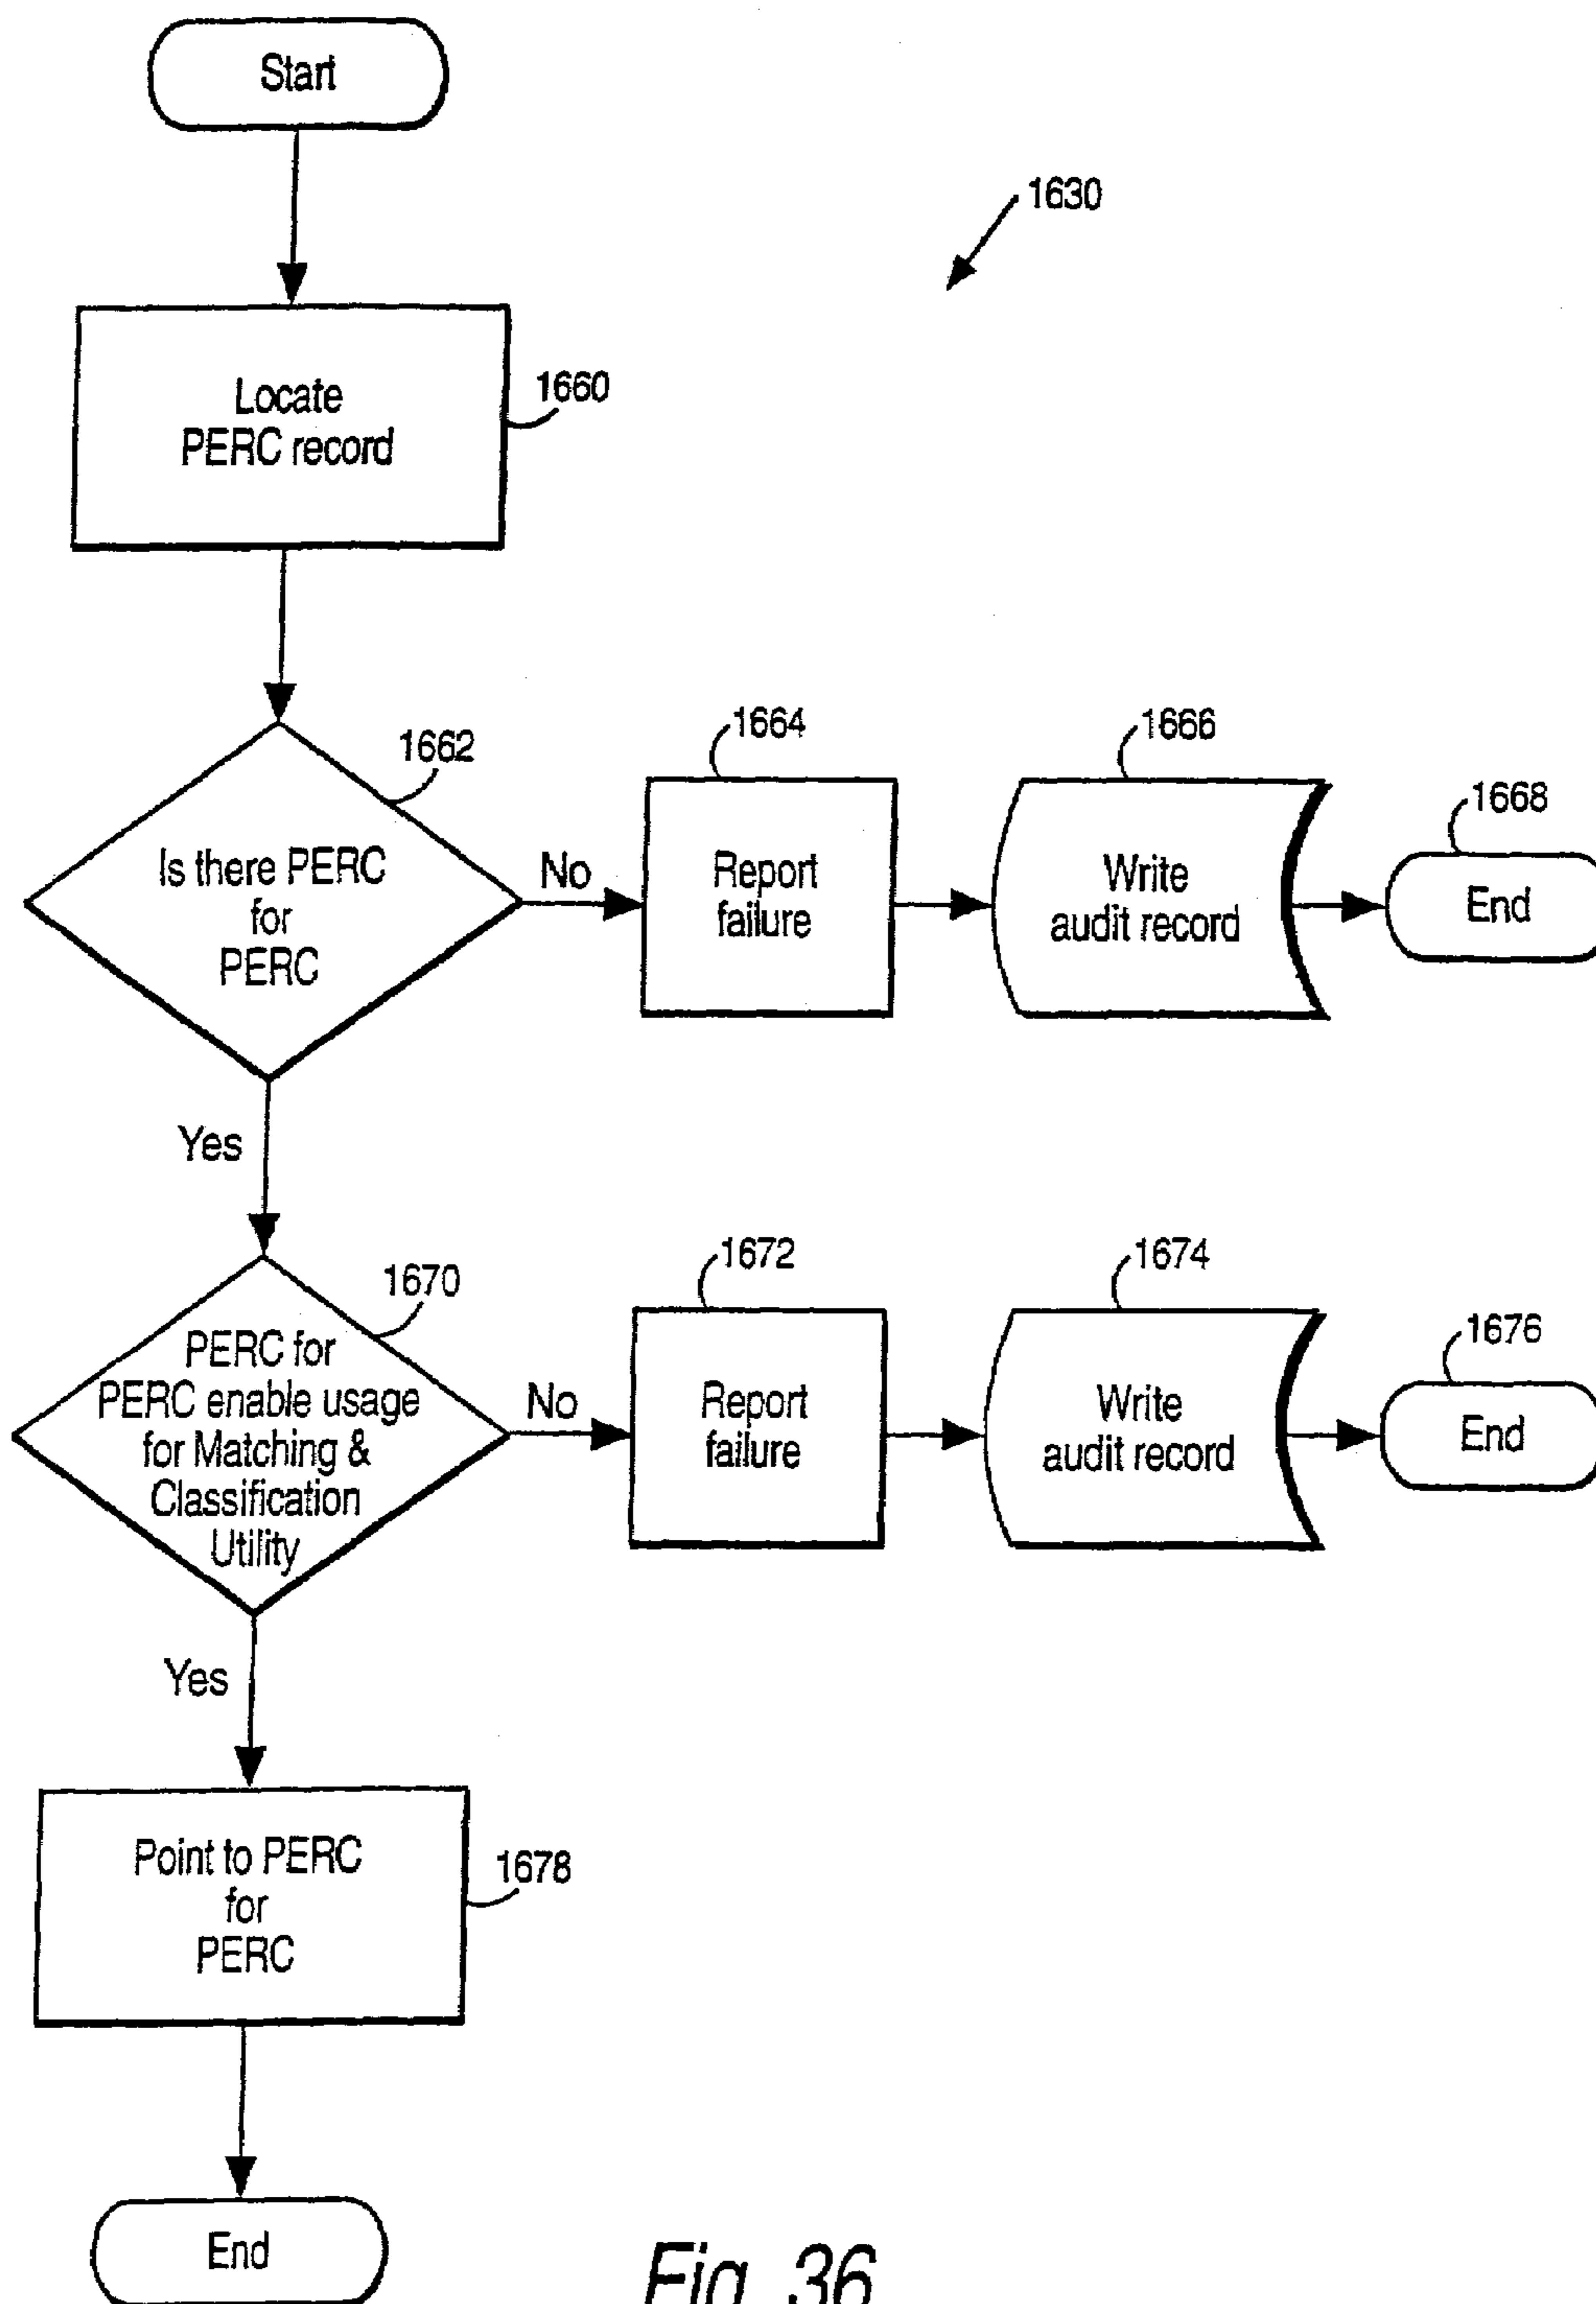 Start
1630
Locate
PERC record
1660
1662
Is there PERC
for
PERC
No
1664
Report
failure
1666
Write
audit record
1668
End
Yes
1670
PERC for
PERC enable usage
for Matching &
Classification
Utility
No
1672
Report
failure
1674
Write
audit record
1676
End
Yes
Point to PERC
for
PERC
1678
End
Fig. 36